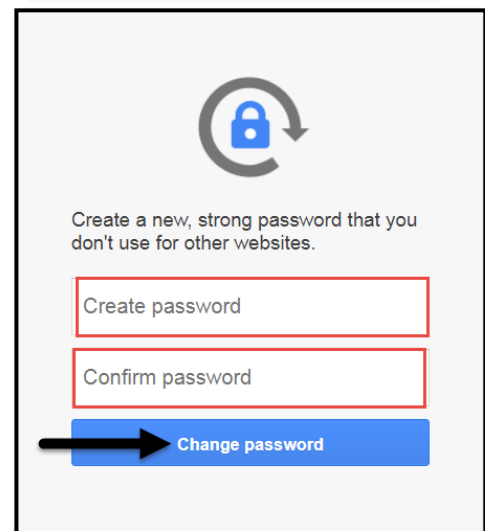 Create a new, strong password that you
don't use for other websites.
Create password
Confirm password
Change password